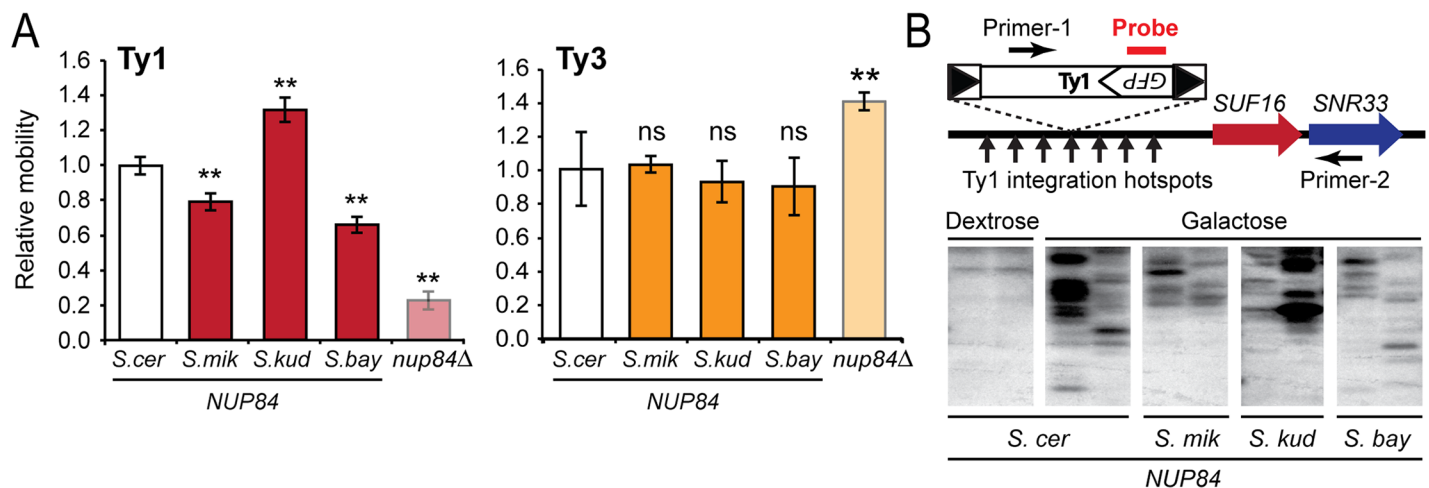 A
Ty1
Relative mobility
1.6
1.4
1.2
1.0
0.8
0.6
0.4
0.2
0.0
**
**
**
**
S.cer S.mik S.kud S.bay nup84Δ
NUP84
Ty3
1.6
1.4
1.2
1.0
0.8
0.6
0.4
0.2
0.0
ns ns ns **
S.cer S.mik S.kud S.bay nup84Δ
NUP84
B
Primer-1 Probe
Ty1 GFP
SUF16 SNR33
Ty1 integration hotspots Primer-2
Dextrose Galactose
S. cer S. mik S. kud S. bay
NUP84